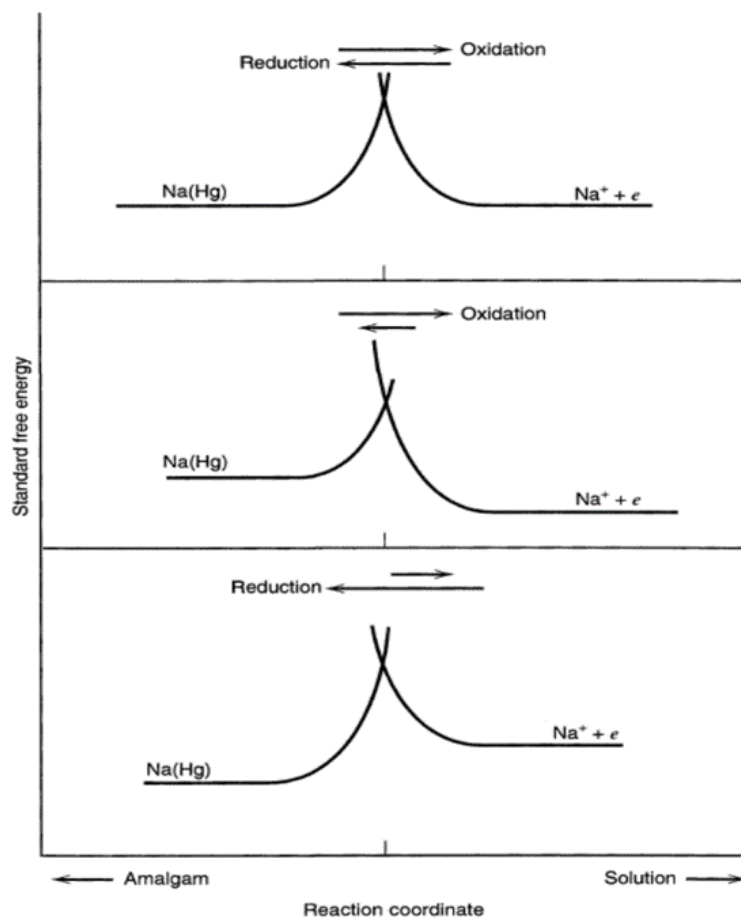 Oxidation
Reduction
Na(Hg)
Na⁺ + e
Oxidation
Na(Hg)
Na⁺ + e
Standard free energy
Reduction
Na⁺ + e
Na(Hg)
Amalgam
Solution
Reaction coordinate